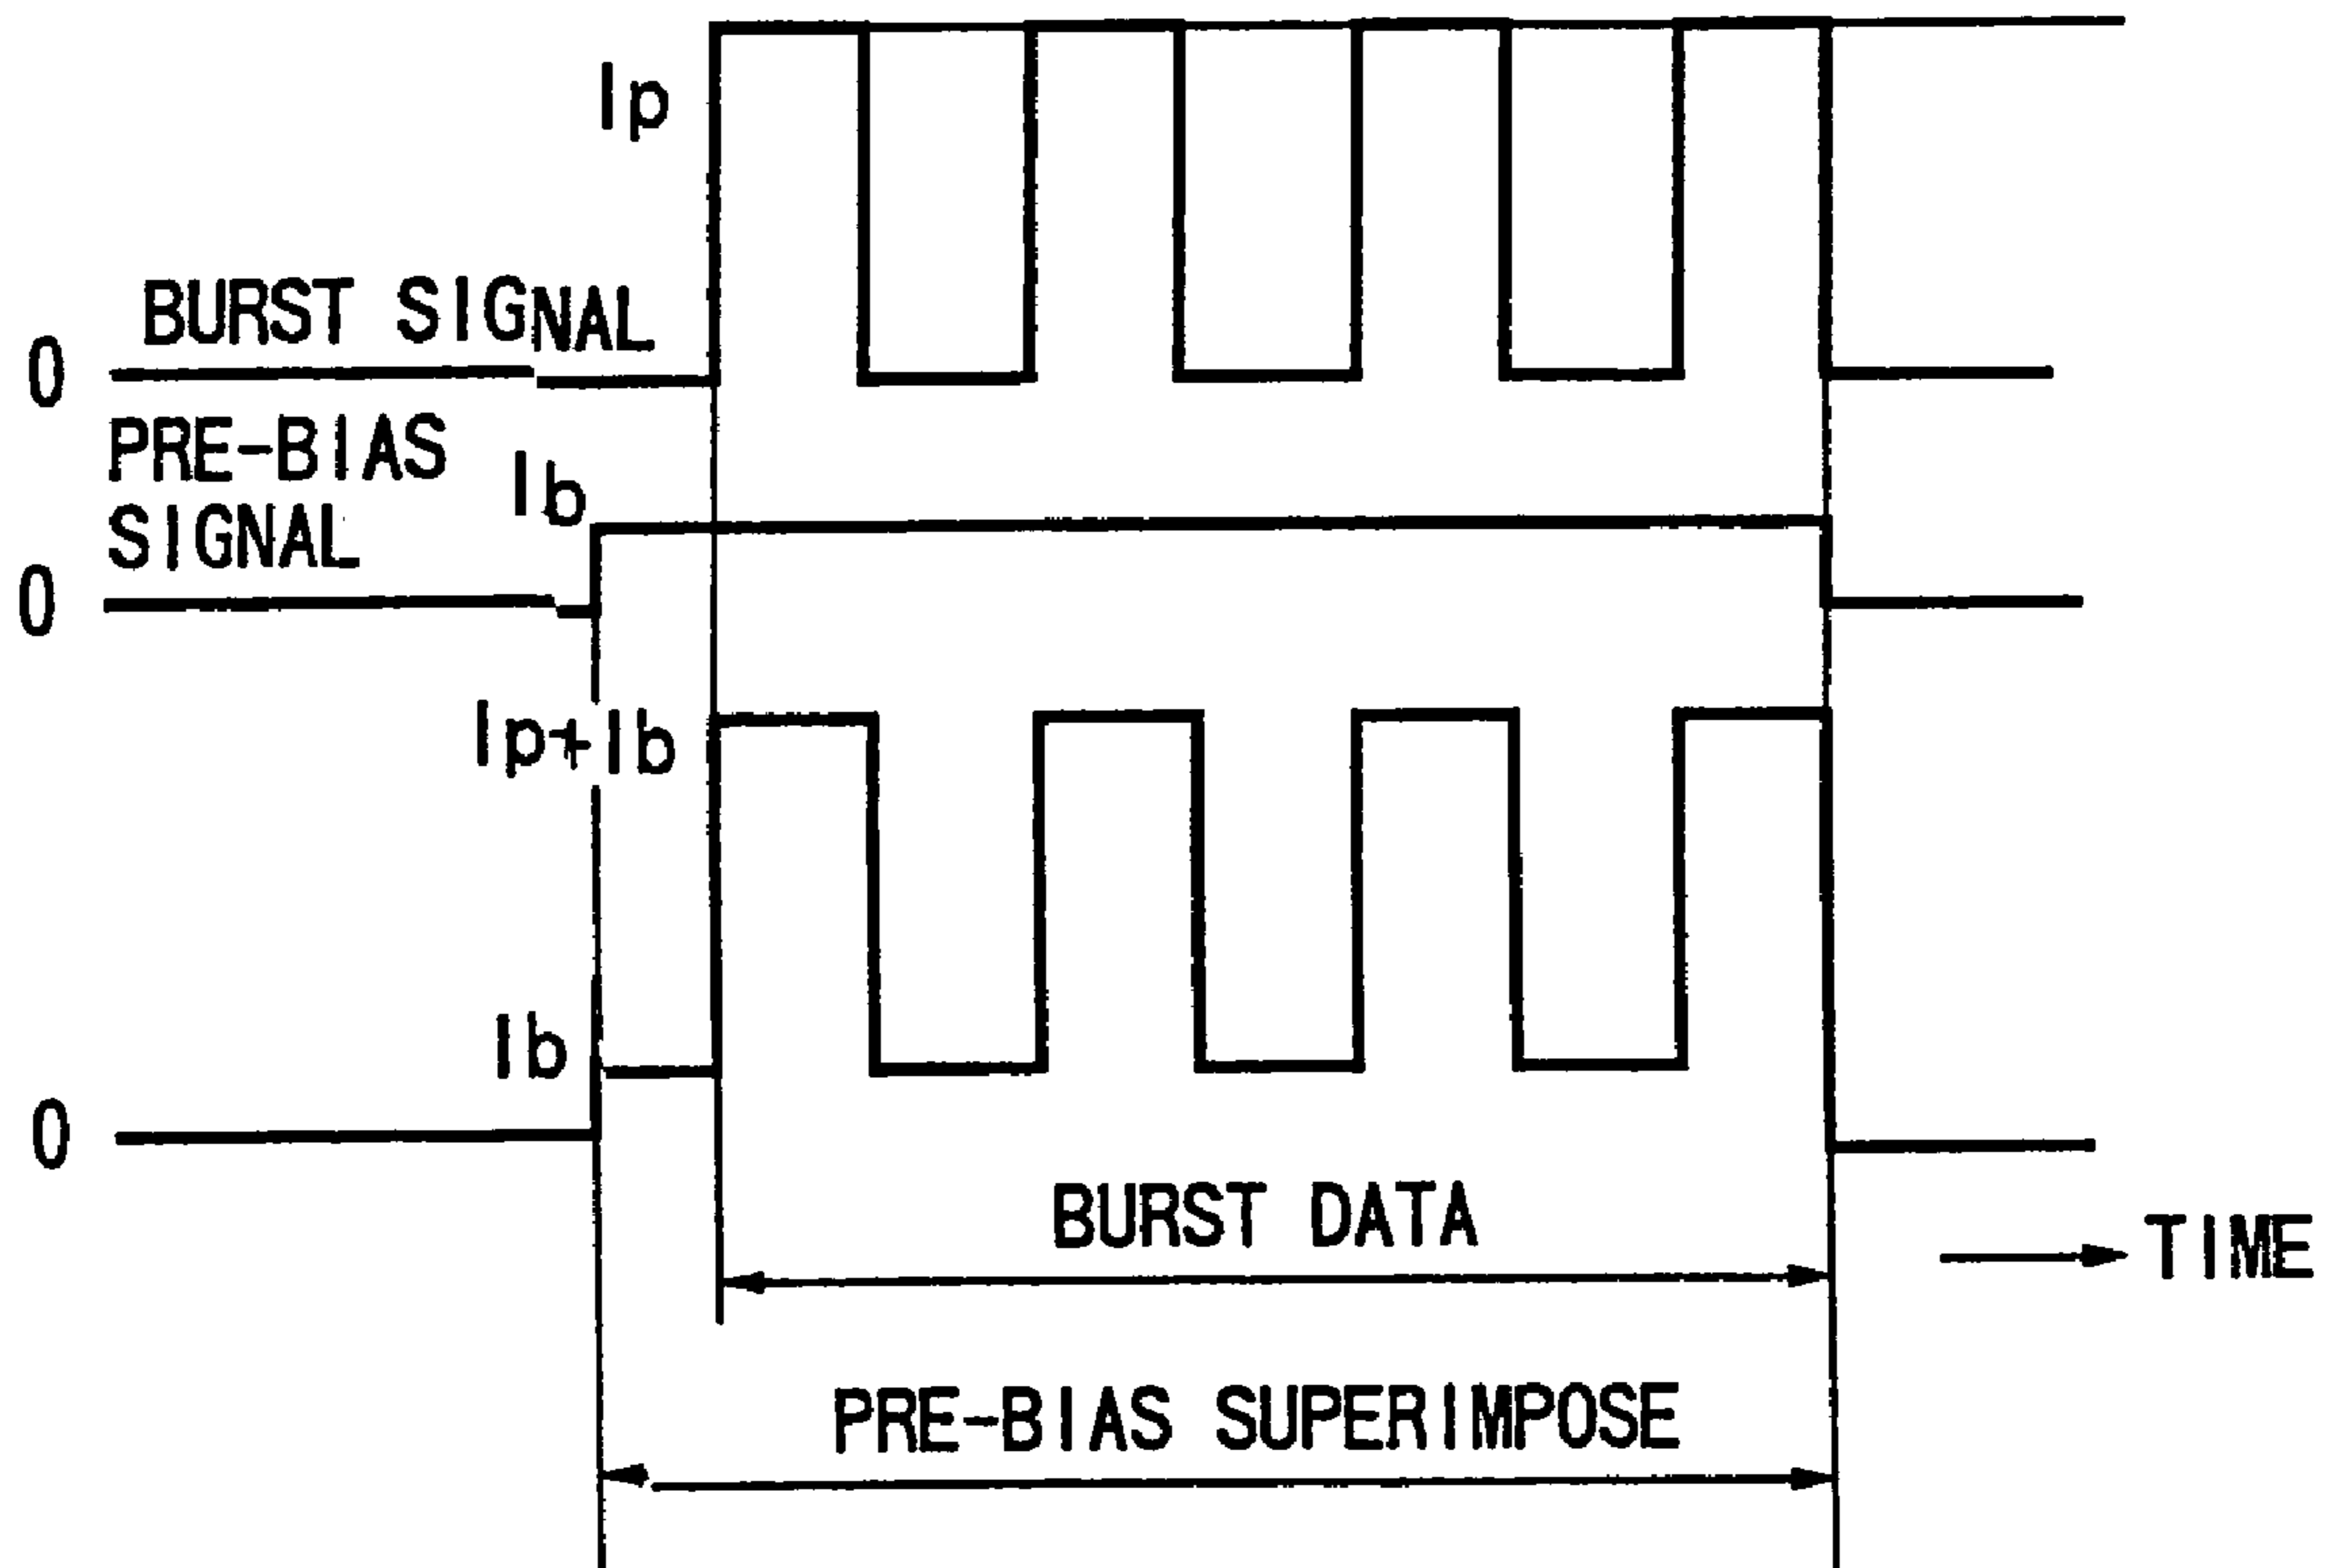 Ip
BURST SIGNAL
0
PRE-BIAS
SIGNAL
Ib
0
Ip+Ib
Ib
0
BURST DATA
TIME
PRE-BIAS SUPERIMPOSE